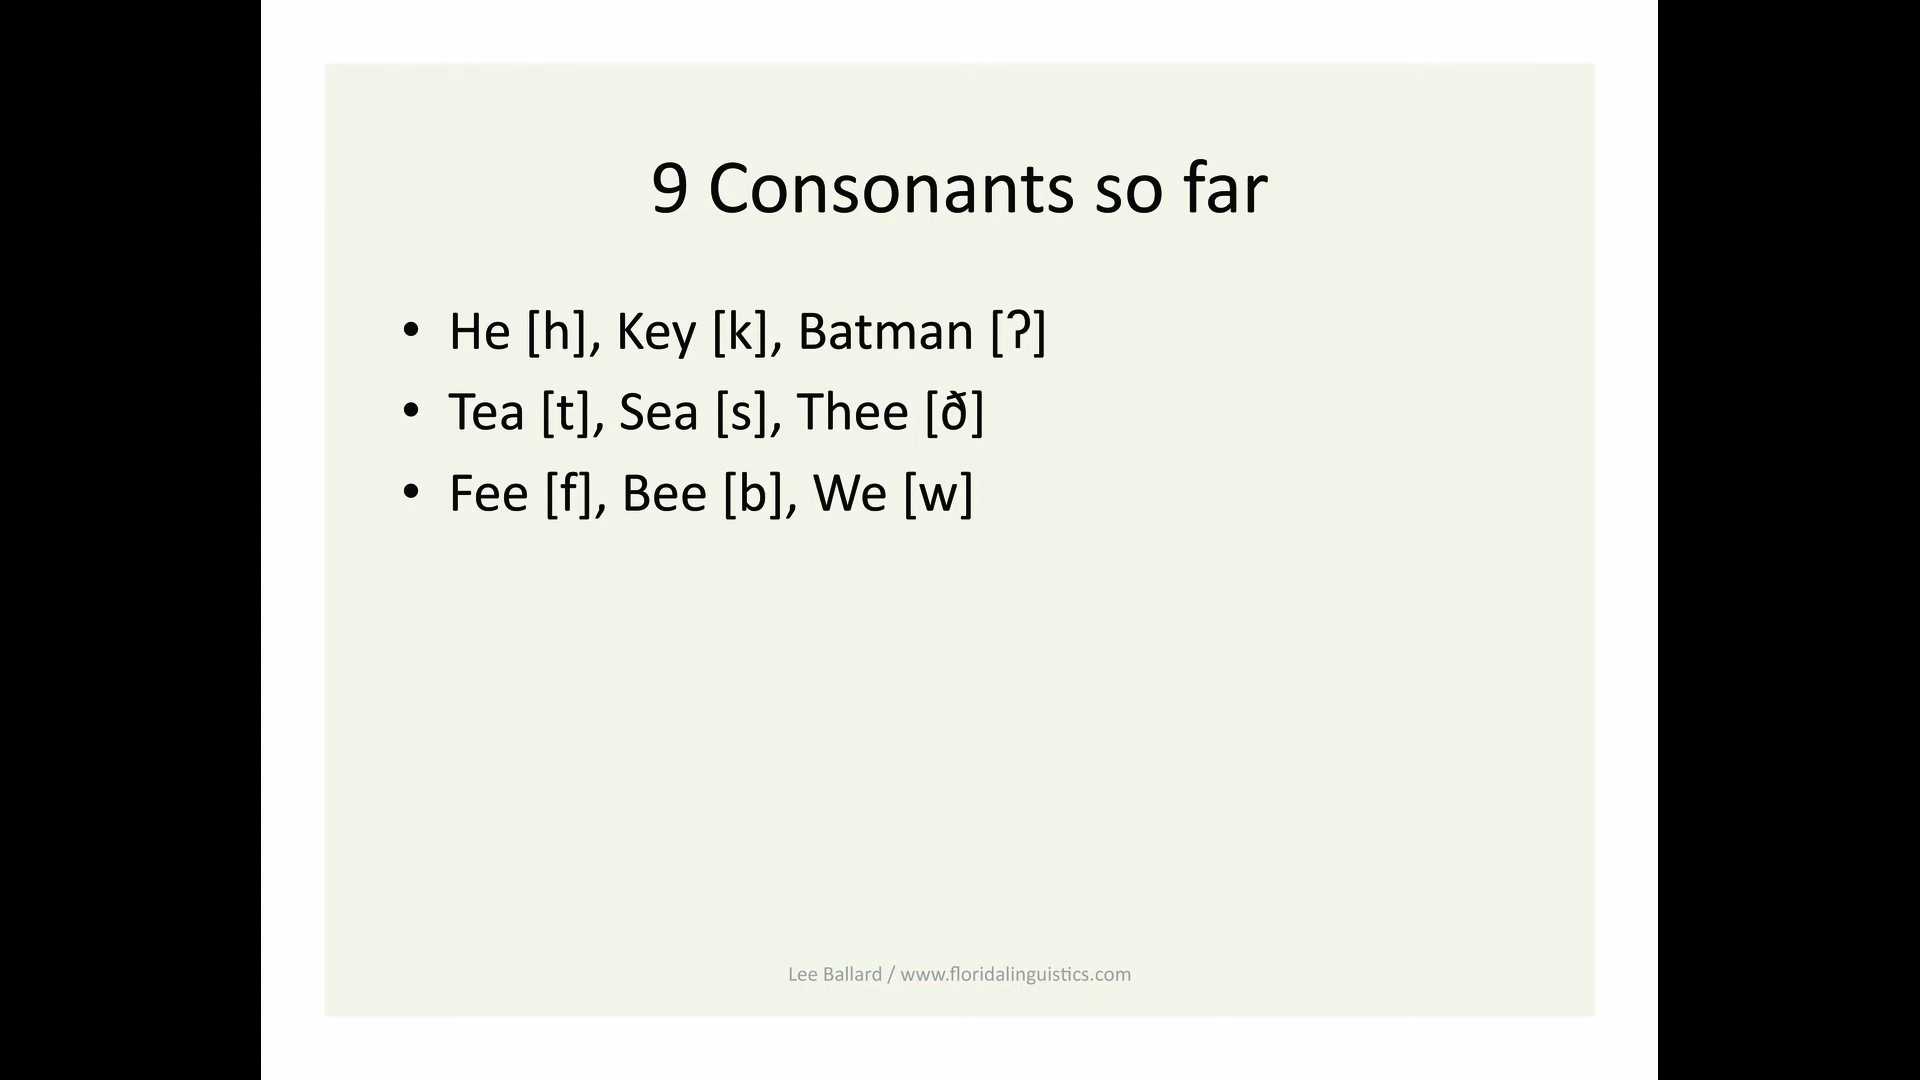 9 Consonants so far
• He [h], Key [k], Batman [ʔ]
• Tea [t], Sea [s], Thee [ð]
• Fee [f], Bee [b], We [w]
Lee Ballard / www.floridalinguistics.com